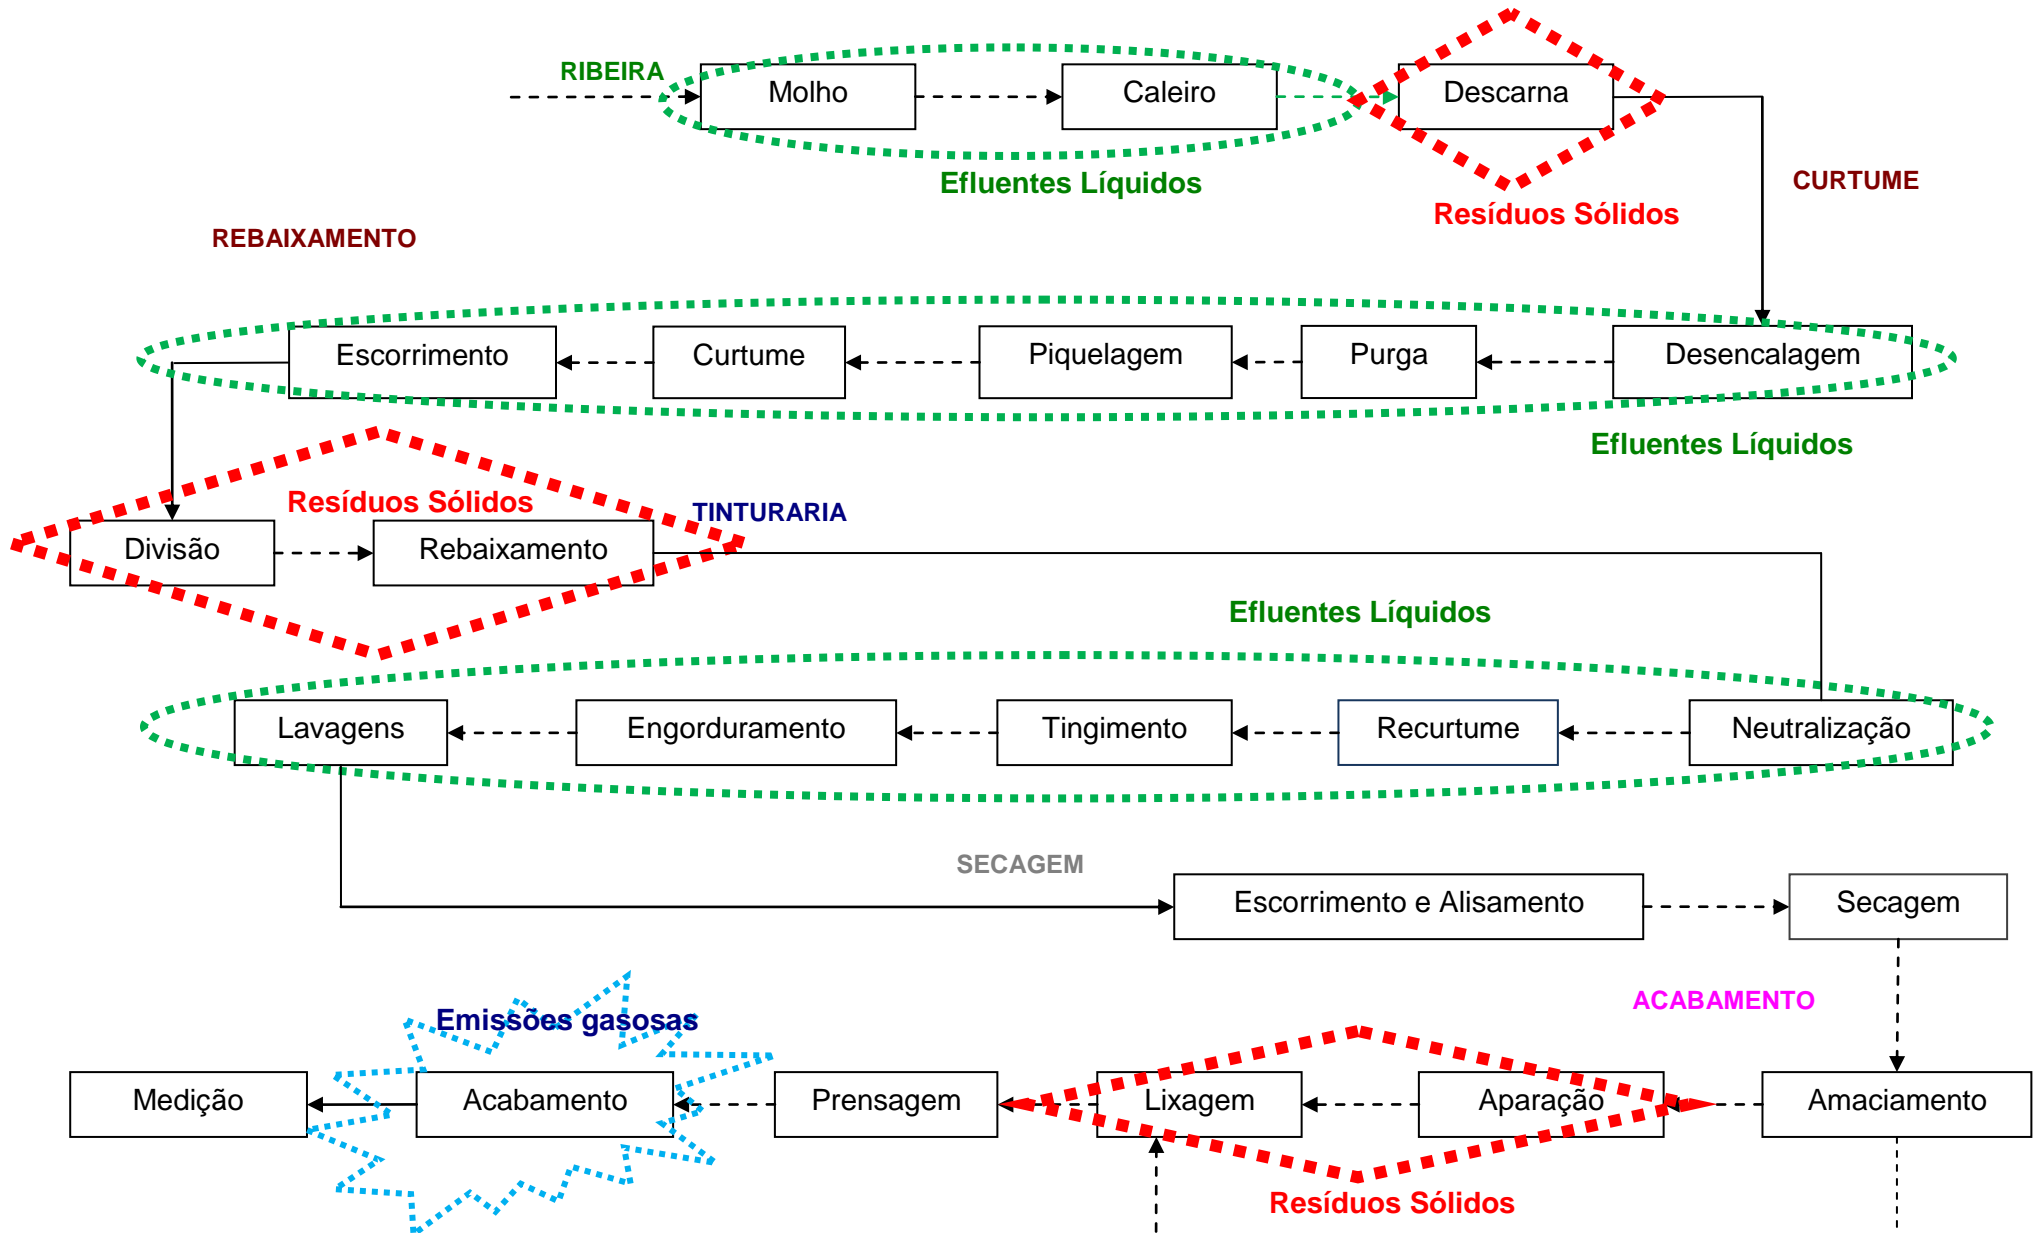 RIBEIRA
Molho
Caleiro
Descarna
Efluentes Líquidos
Resíduos Sólidos
CURTUME
REBAIXAMENTO
Escorrimento
Curtume
Piquelagem
Purga
Desencalagem
Efluentes Líquidos
Resíduos Sólidos
TINTURARIA
Divisão
Rebaixamento
Efluentes Líquidos
Lavagens
Engorduramento
Tingimento
Recurtume
Neutralização
SECAGEM
Escorrimento e Alisamento
Secagem
ACABAMENTO
Emissões gasosas
Medição
Acabamento
Prensagem
Lixagem
Aparação
Amaciamento
Resíduos Sólidos